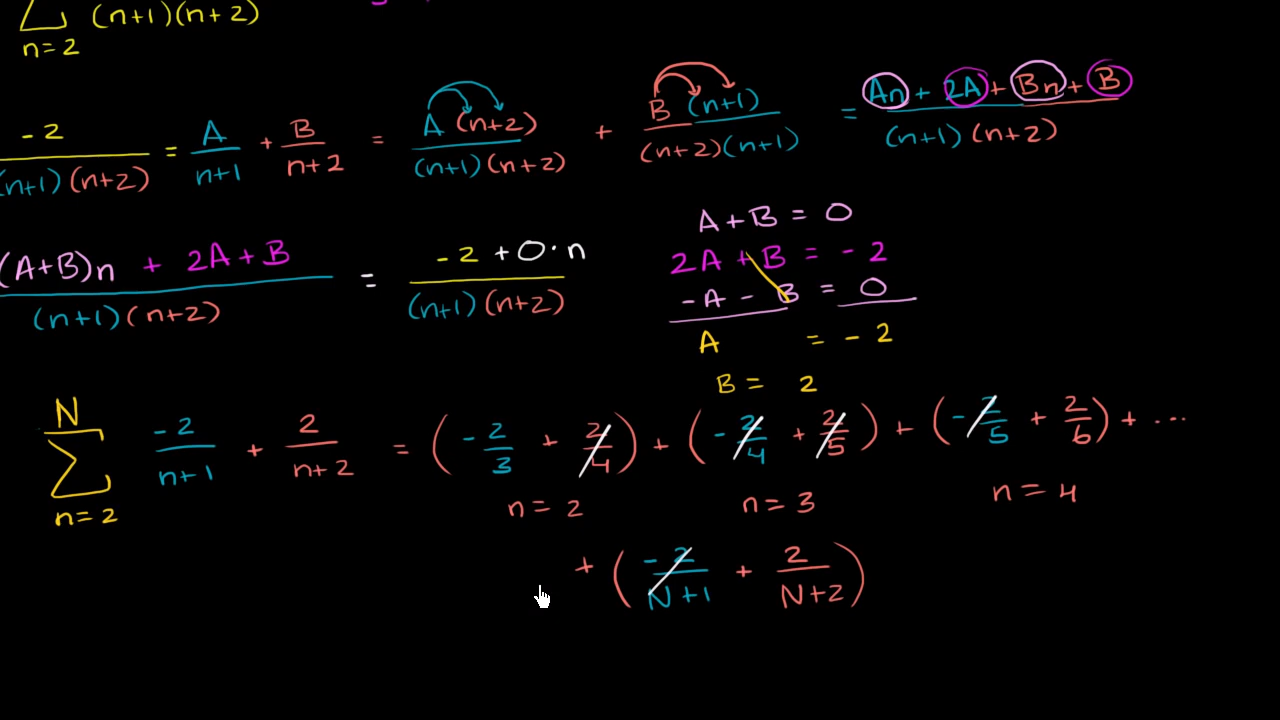 ∑ (n+1)(n+2)
n=2
-2/(n+1)(n+2) = A/n+1 + B/n+2 = A(n+2)/(n+1)(n+2) + B(n+1)/(n+2)(n+1) = An + 2A + Bn + B/(n+1)(n+2)
(A+B)n + 2A+B/(n+1)(n+2) = -2 + 0·n/(n+1)(n+2)
A+B = 0
2A + B = -2
-A - B = 0
A = -2
B = 2
N
∑ -2/n+1 + 2/n+2 = (-2/3 + 2/4) + (-2/4 + 2/5) + (-2/5 + 2/6) + ...
n=2
n=2 n=3 n=4
+ (-2/N+1 + 2/N+2)